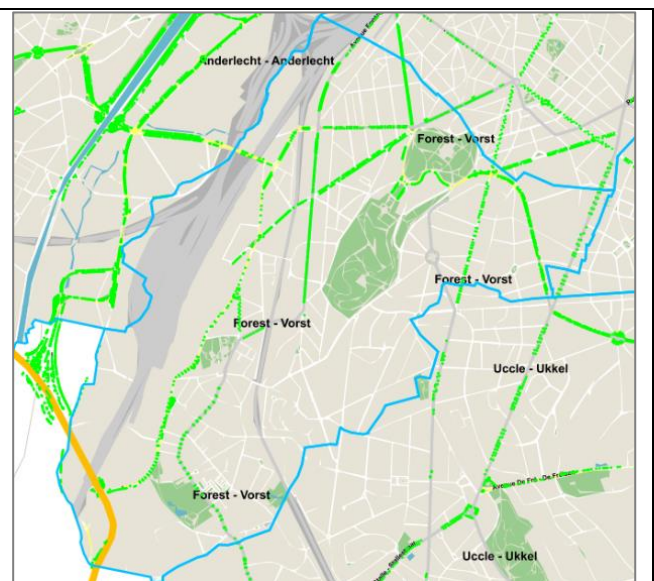 Anderlecht - Anderlecht
Forest - Vorst
Forest - Vorst
Forest - Vorst
Uccle - Ukkel
Avenue De Fré - De Frélaan
Forest - Vorst
Uccle - Ukkel